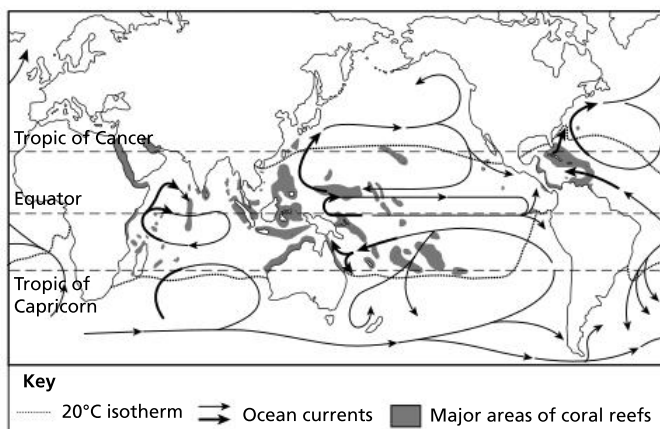 Tropic of Cancer
Equator
Tropic of
Capricorn
Key
20°C isotherm
Ocean currents
Major areas of coral reefs